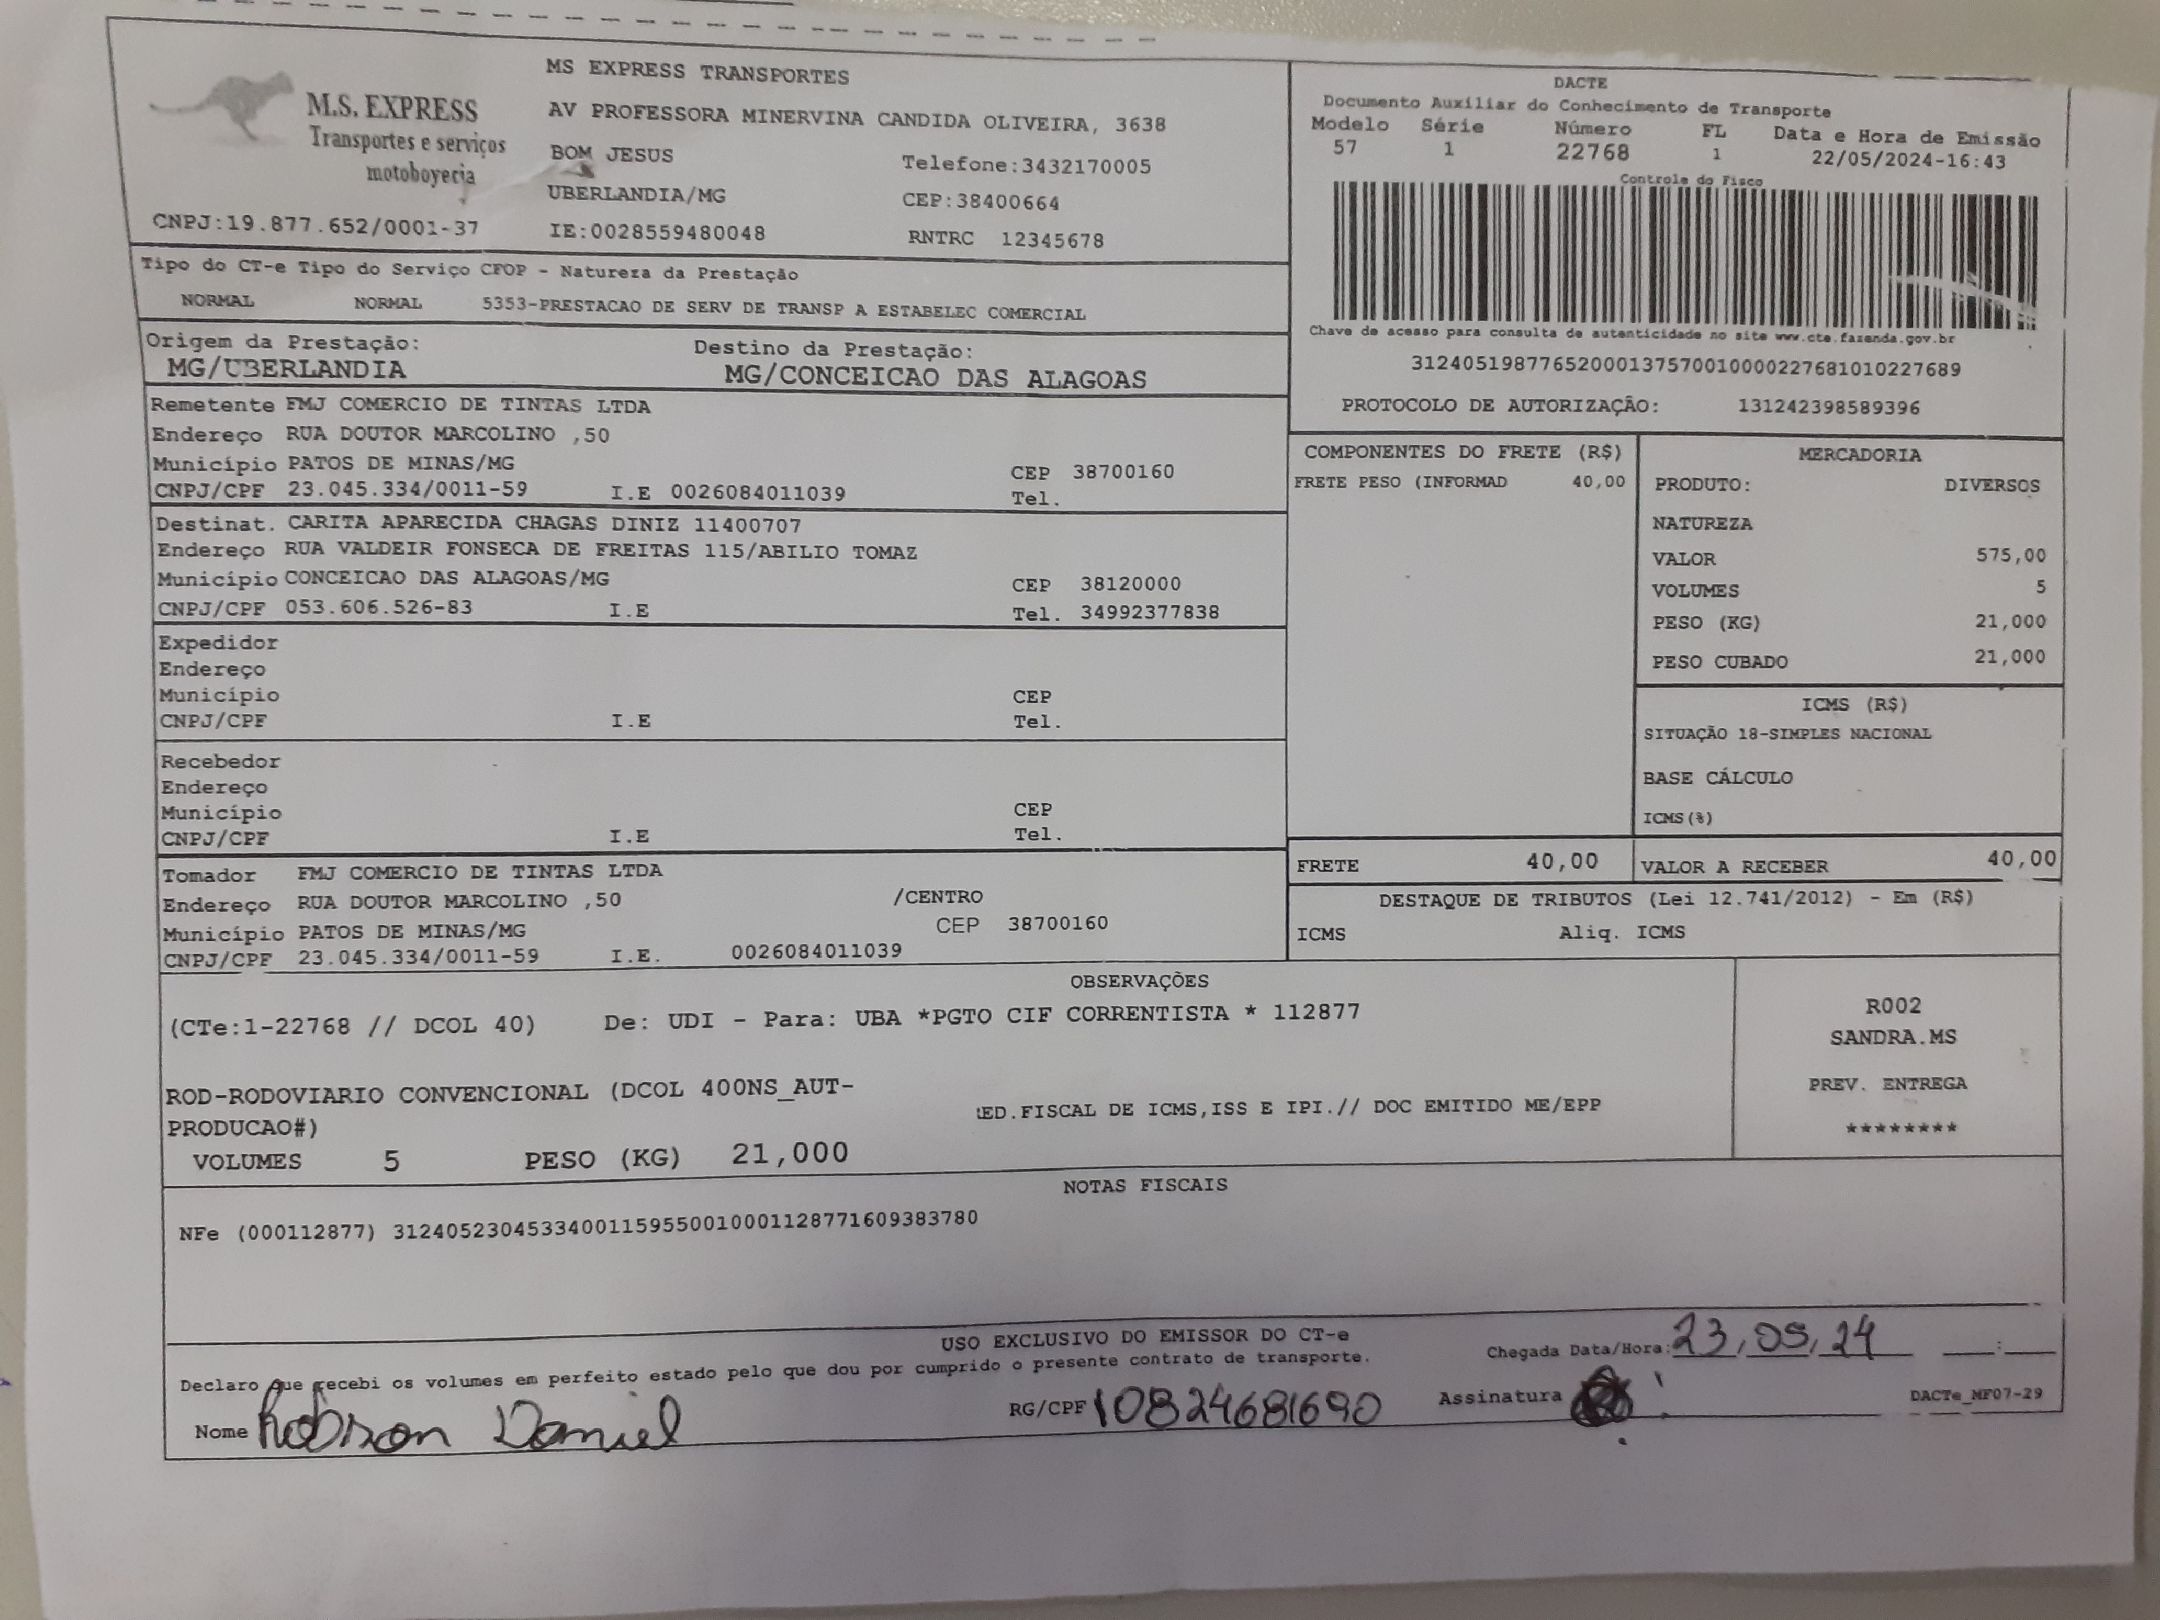 M.S. EXPRESS
Transportes e serviços
motoboyecia
CNPJ:19.877.652/0001-37
MS EXPRESS TRANSPORTES
AV PROFESSORA MINERVINA CANDIDA OLIVEIRA, 3638
BOM JESUS Telefone:3432170005
UBERLANDIA/MG CEP:38400664
IE:0028559480048 RNTRC 12345678
DACTE
Documento Auxiliar do Conhecimento de Transporte
Modelo Série Número FL Data e Hora de Emissão
57 1 22768 1 22/05/2024-16:43
Controle do Fisco
Chave de acesso para consulta de autenticidade no site www.cte.fazenda.gov.br
31240519877652000137570010000227681010227689
PROTOCOLO DE AUTORIZAÇÃO: 131242398589396
Tipo do CT-e Tipo do Serviço CFOP - Natureza da Prestação
NORMAL NORMAL 5353-PRESTACAO DE SERV DE TRANSP A ESTABELEC COMERCIAL
Origem da Prestação: Destino da Prestação:
MG/UBERLANDIA MG/CONCEICAO DAS ALAGOAS
Remetente FMJ COMERCIO DE TINTAS LTDA
Endereço RUA DOUTOR MARCOLINO ,50
Município PATOS DE MINAS/MG CEP 38700160
CNPJ/CPF 23.045.334/0011-59 I.E 0026084011039 Tel.
Destinat. CARITA APARECIDA CHAGAS DINIZ 11400707
Endereço RUA VALDEIR FONSECA DE FREITAS 115/ABILIO TOMAZ
Município CONCEICAO DAS ALAGOAS/MG CEP 38120000
CNPJ/CPF 053.606.526-83 I.E Tel. 34992377838
Expedidor
Endereço
Município CEP
CNPJ/CPF I.E Tel.
Recebedor
Endereço
Município CEP
CNPJ/CPF I.E Tel.
Tomador FMJ COMERCIO DE TINTAS LTDA
Endereço RUA DOUTOR MARCOLINO ,50 /CENTRO
Município PATOS DE MINAS/MG CEP 38700160
CNPJ/CPF 23.045.334/0011-59 I.E. 0026084011039
COMPONENTES DO FRETE (R$)
FRETE PESO (INFORMAD 40,00
MERCADORIA
PRODUTO: DIVERSOS
NATUREZA
VALOR 575,00
VOLUMES 5
PESO (KG) 21,000
PESO CUBADO 21,000
ICMS (R$)
SITUAÇÃO 18-SIMPLES NACIONAL
BASE CÁLCULO
ICMS(%)
FRETE 40,00 VALOR A RECEBER 40,00
DESTAQUE DE TRIBUTOS (Lei 12.741/2012) - Em (R$)
ICMS Aliq. ICMS
OBSERVAÇÕES
(CTe:1-22768 // DCOL 40) De: UDI - Para: UBA *PGTO CIF CORRENTISTA * 112877
ROD-RODOVIARIO CONVENCIONAL (DCOL 400NS_AUT-
PRODUCAO#)
ED.FISCAL DE ICMS,ISS E IPI.// DOC EMITIDO ME/EPP
VOLUMES 5 PESO (KG) 21,000
R002
SANDRA.MS
PREV. ENTREGA
********
NOTAS FISCAIS
NFe (000112877) 31240523045334001159550010001128771609383780
USO EXCLUSIVO DO EMISSOR DO CT-e
Declaro que recebi os volumes em perfeito estado pelo que dou por cumprido o presente contrato de transporte.
Chegada Data/Hora: 23,05,24 __:__
Nome Robson Daniel RG/CPF 10824681690 Assinatura
DACTe_MF07-29